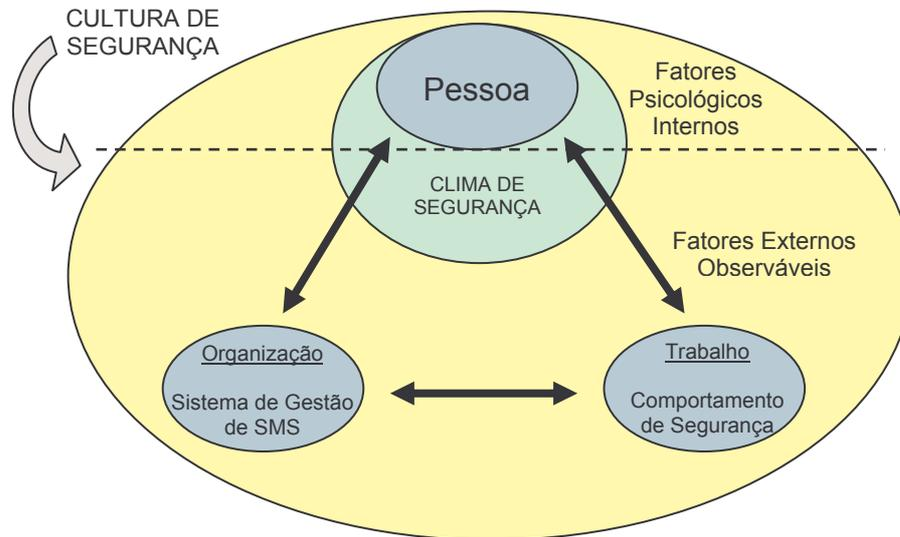 CULTURA DE
SEGURANÇA
Pessoa
Fatores
Psicológicos
Internos
CLIMA DE
SEGURANÇA
Fatores Externos
Observáveis
Organização
Sistema de Gestão
de SMS
Trabalho
Comportamento
de Segurança